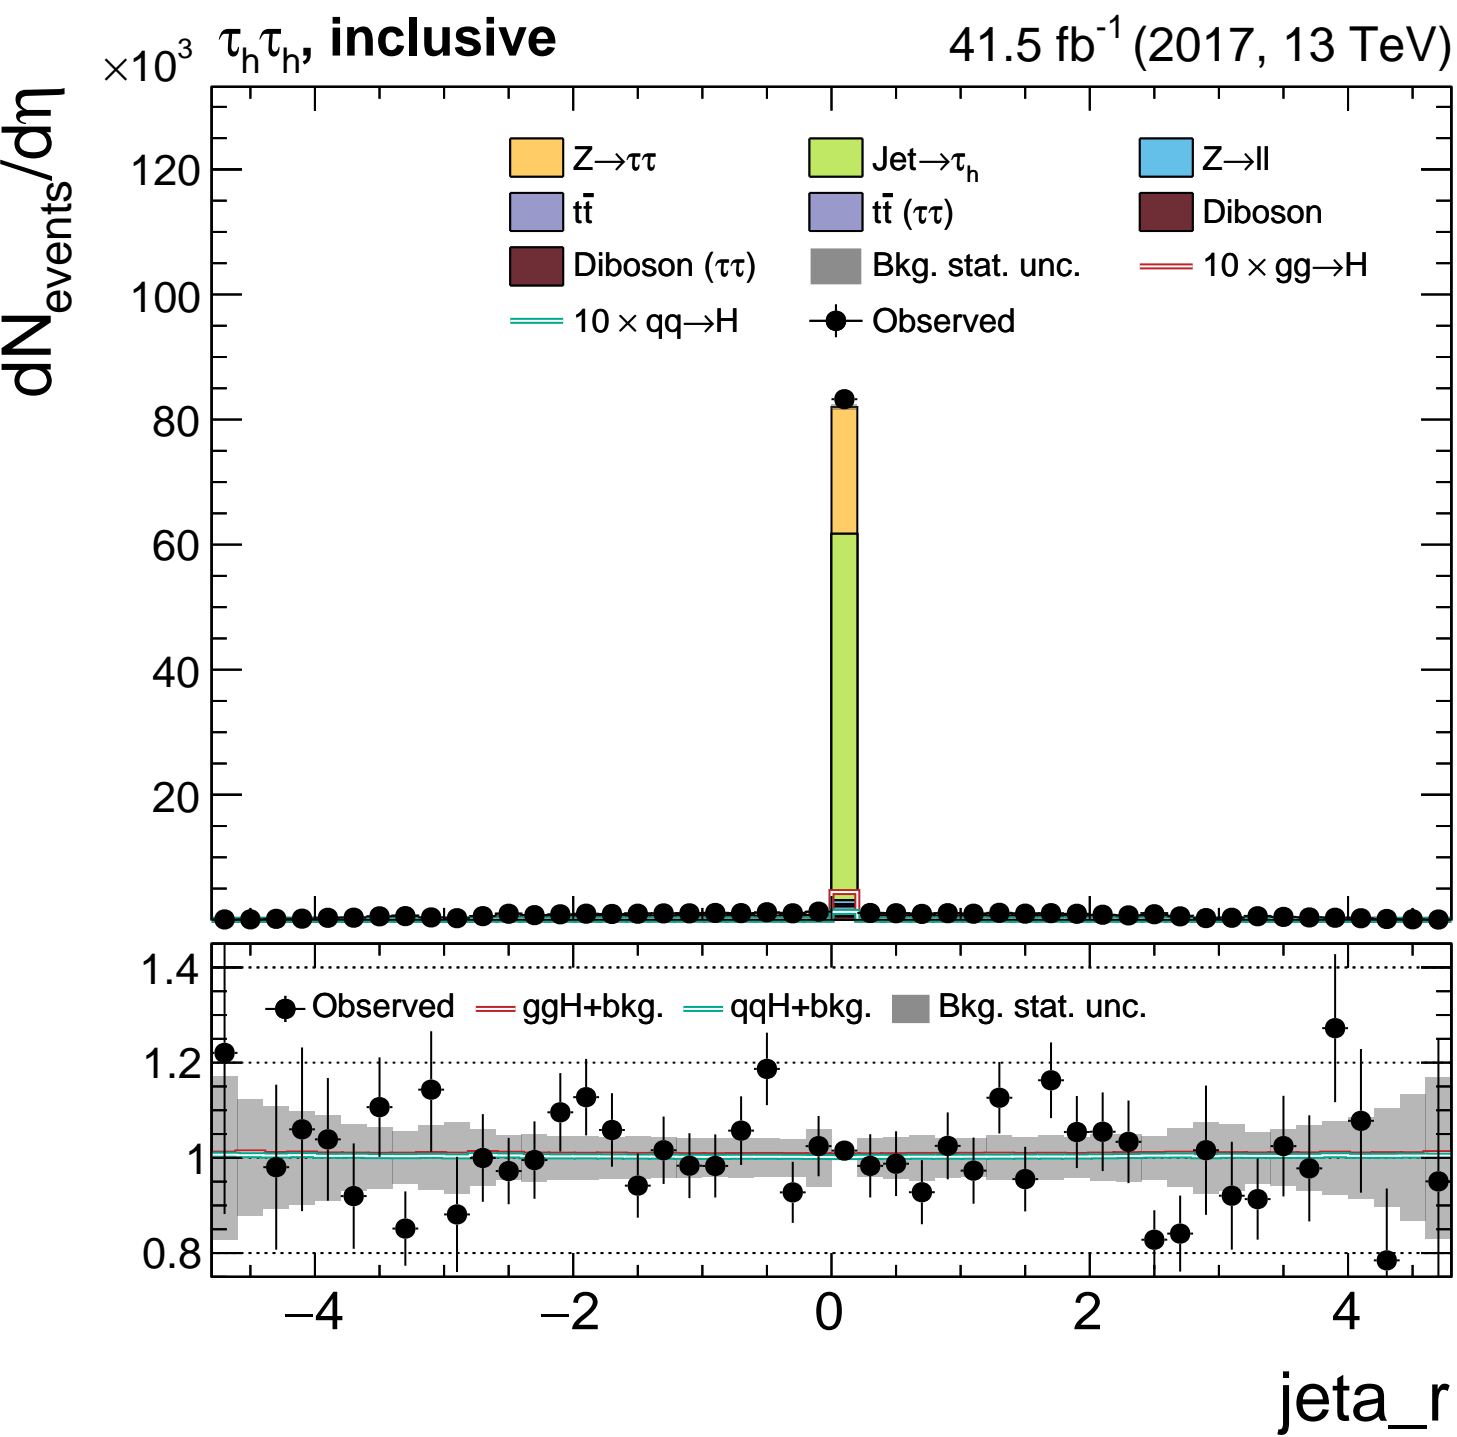 ×10³ τhτh, inclusive 41.5 fb⁻¹ (2017, 13 TeV)
dNevents/dη
Z→ττ Jet→τh Z→ll
tt̄ tt̄ (ττ) Diboson
Diboson (ττ) Bkg. stat. unc. 10 × gg→H
10 × qq→H Observed
120
100
80
60
40
20
1.4
Observed ggH+bkg. qqH+bkg. Bkg. stat. unc.
1.2
1
0.8
−4 −2 0 2 4
jeta_r